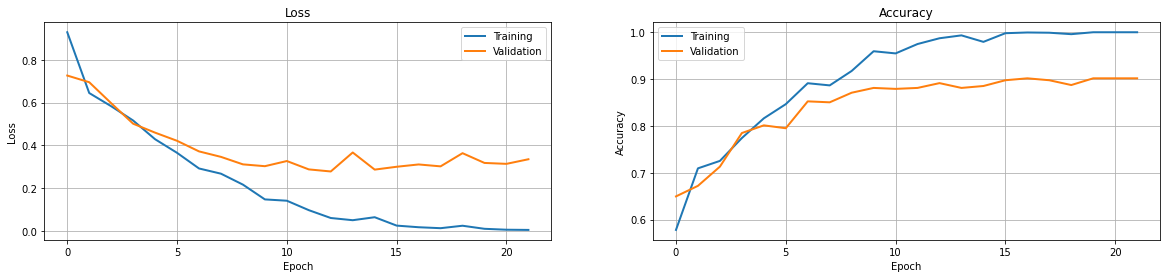 Loss
Training
Validation
0.8
0.6
0.4
0.2
0.0
Loss
0 5 10 15 20
Epoch
Accuracy
Training
Validation
1.0
0.9
0.8
0.7
0.6
Accuracy
0 5 10 15 20
Epoch